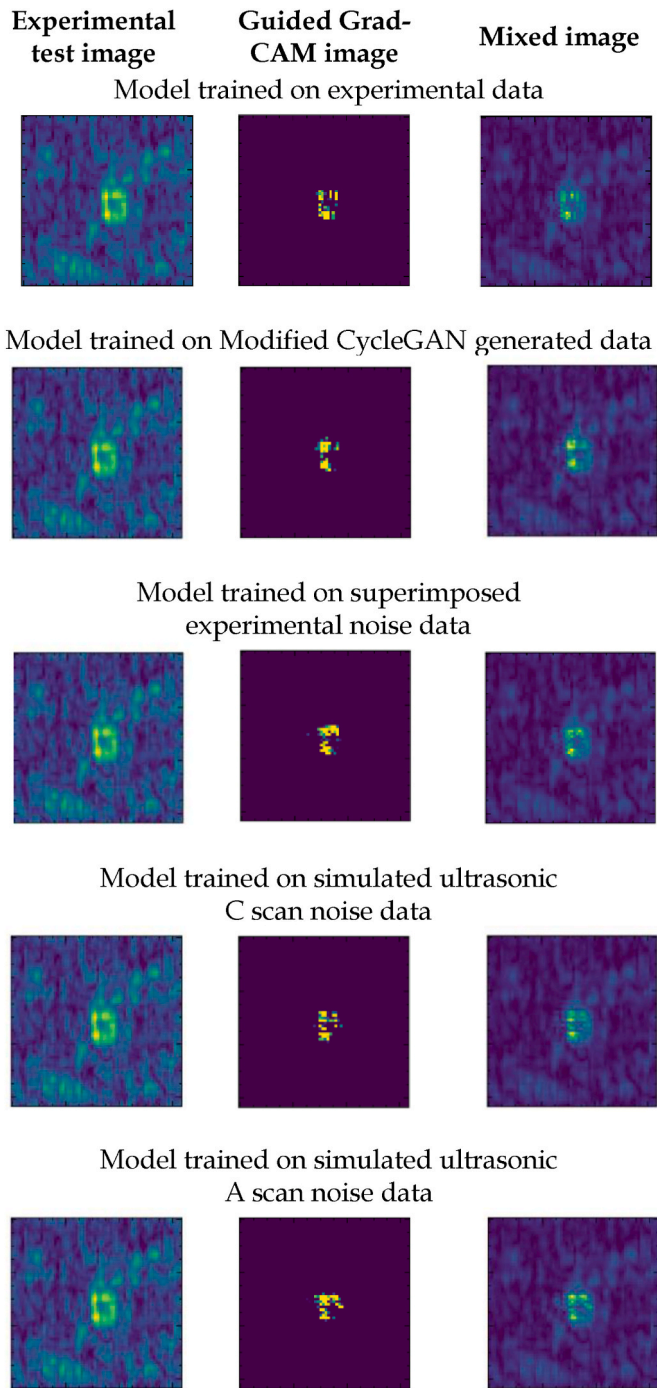 Experimental test image
Guided Grad-CAM image
Mixed image
Model trained on experimental data
Model trained on Modified CycleGAN generated data
Model trained on superimposed
experimental noise data
Model trained on simulated ultrasonic
C scan noise data
Model trained on simulated ultrasonic
A scan noise data